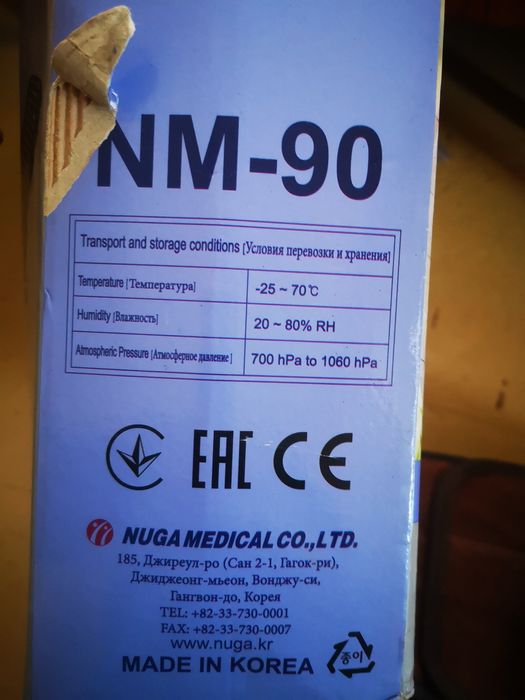 NM-90
Transport and storage conditions [Условия перевозки и хранения]
Temperature [Температура] -25 ~ 70℃
Humidity [Влажность] 20 ~ 80% RH
Atmospheric Pressure [Атмосферное давление] 700 hPa to 1060 hPa
EAC CE
NUGA MEDICAL CO.,LTD.
185, Джиреул-ро (Сан 2-1, Гагок-ри),
Джиджеонг-мьеон, Вонджу-си,
Гангвон-до, Корея
TEL: +82-33-730-0001
FAX: +82-33-730-0007
www.nuga.kr
MADE IN KOREA
종이